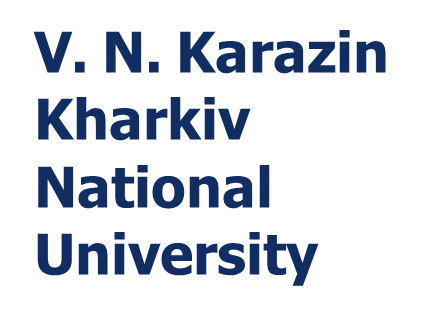 V. N. Karazin
Kharkiv
National
University